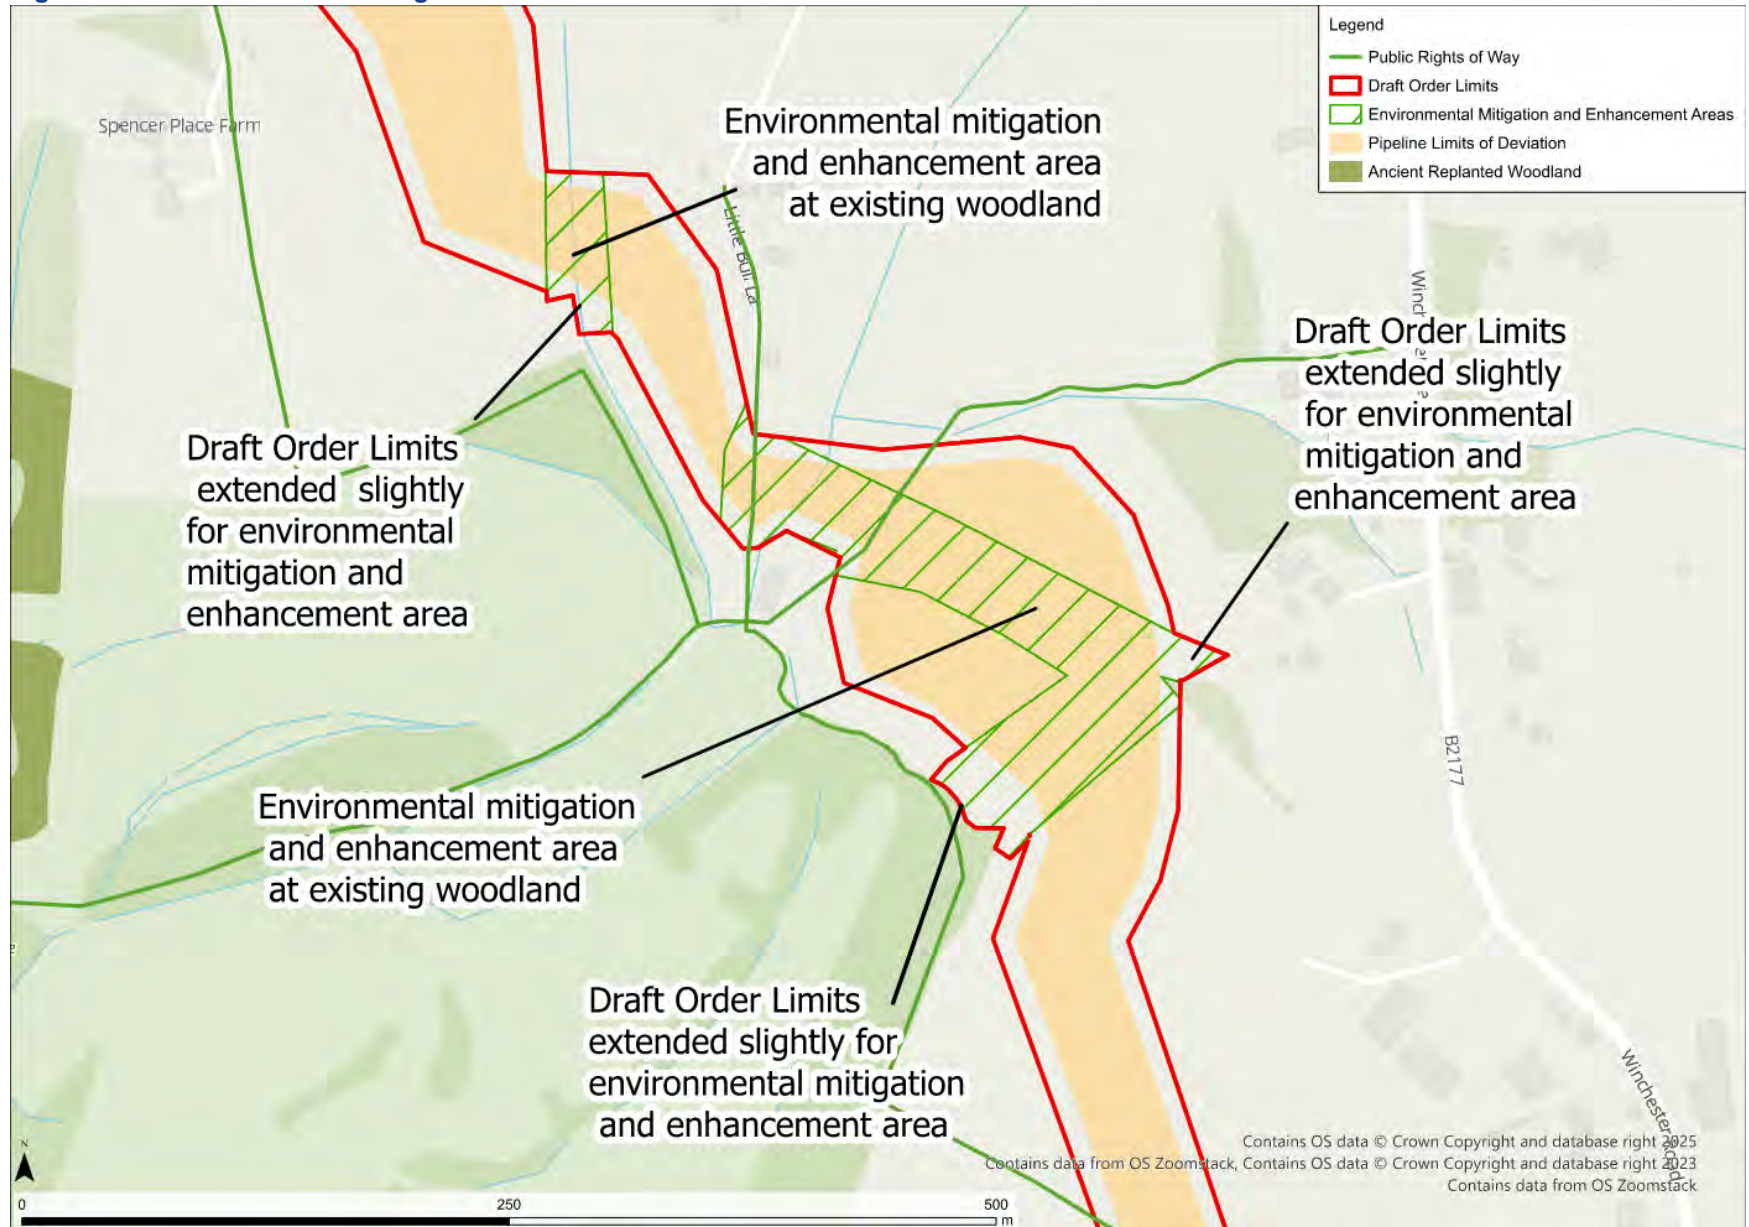 Legend
Public Rights of Way
Draft Order Limits
Environmental Mitigation and Enhancement Areas
Pipeline Limits of Deviation
Ancient Replanted Woodland
Spencer Place Farm
Environmental mitigation
and enhancement area
at existing woodland
Little Bull La
Draft Order Limits
extended slightly
for environmental
mitigation and
enhancement area
Draft Order Limits
extended slightly
for environmental
mitigation and
enhancement area
B2177
Environmental mitigation
and enhancement area
at existing woodland
Draft Order Limits
extended slightly for
environmental mitigation
and enhancement area
Winchester Road
Contains OS data © Crown Copyright and database right 2025
Contains data from OS Zoomstack, Contains OS data © Crown Copyright and database right 2023
Contains data from OS Zoomstack
N
0 250 500
m